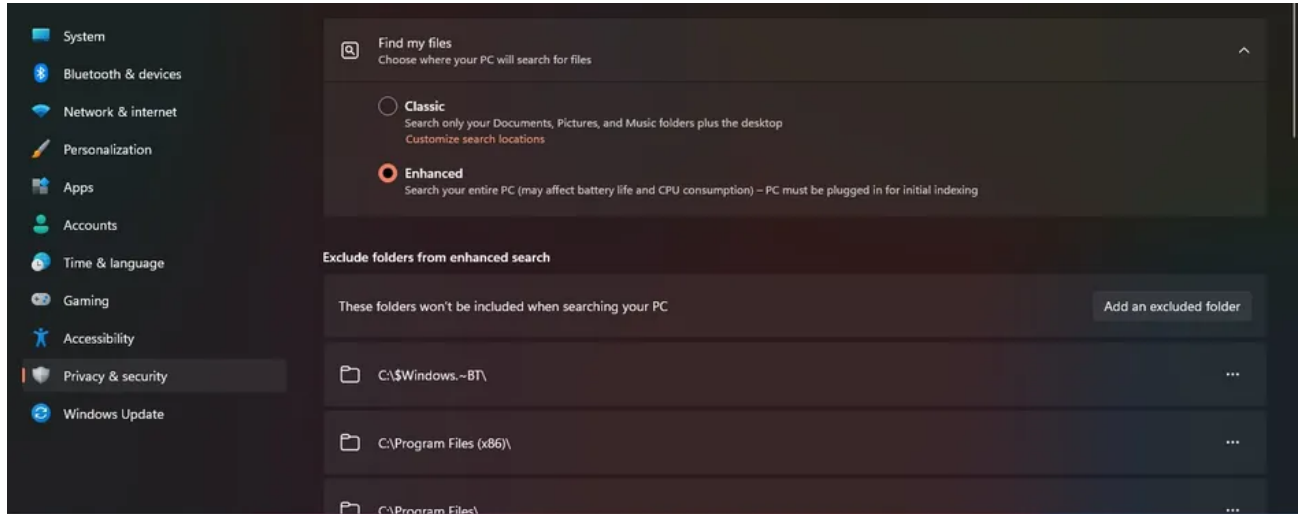 System
Bluetooth & devices
Network & internet
Personalization
Apps
Accounts
Time & language
Gaming
Accessibility
Privacy & security
Windows Update
Find my files
Choose where your PC will search for files
Classic
Search only your Documents, Pictures, and Music folders plus the desktop
Customize search locations
Enhanced
Search your entire PC (may affect battery life and CPU consumption) – PC must be plugged in for initial indexing
Exclude folders from enhanced search
These folders won't be included when searching your PC
Add an excluded folder
C:\$Windows.~BT\
C:\Program Files (x86)\
C:\Program Files\